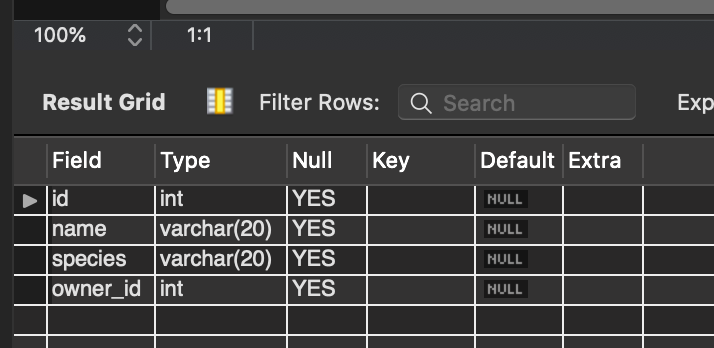 100% 1:1
Result Grid Filter Rows: Search Exp
Field Type Null Key Default Extra
id int YES NULL
name varchar(20) YES NULL
species varchar(20) YES NULL
owner_id int YES NULL